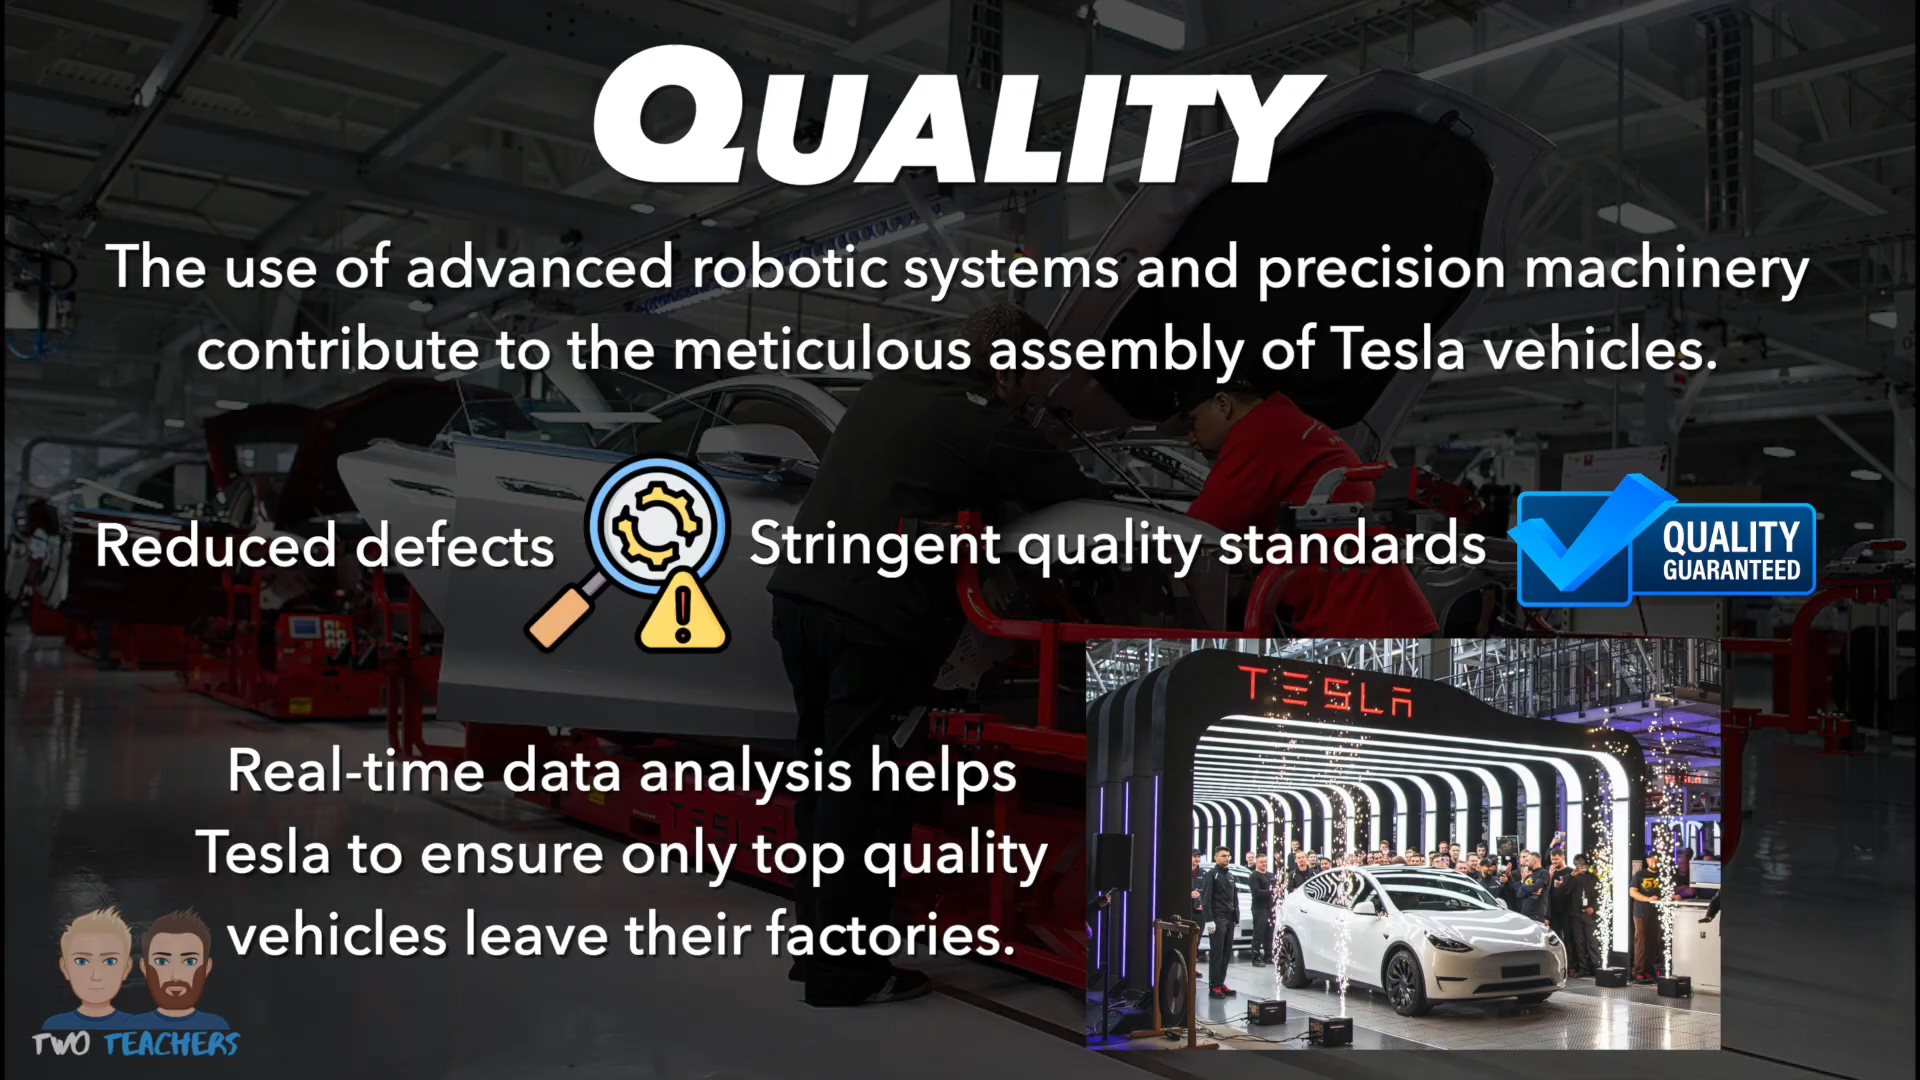 QUALITY
The use of advanced robotic systems and precision machinery
contribute to the meticulous assembly of Tesla vehicles.
Reduced defects
Stringent quality standards
QUALITY
GUARANTEED
TESLA
Real-time data analysis helps
Tesla to ensure only top quality
vehicles leave their factories.
TWO TEACHERS